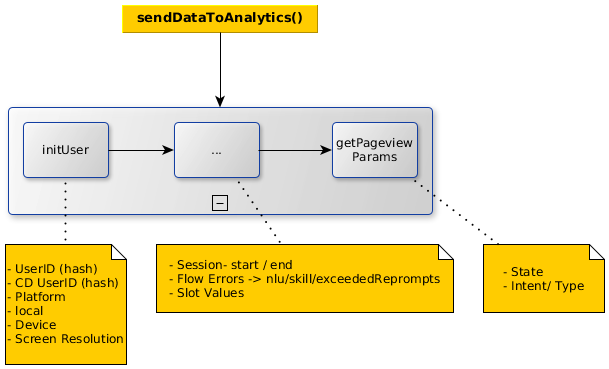 sendDataToAnalytics()
initUser
...
getPageview
Params
- UserID (hash)
- CD UserID (hash)
- Platform
- local
- Device
- Screen Resolution
- Session- start / end
- Flow Errors -> nlu/skill/exceededReprompts
- Slot Values
- State
- Intent/ Type